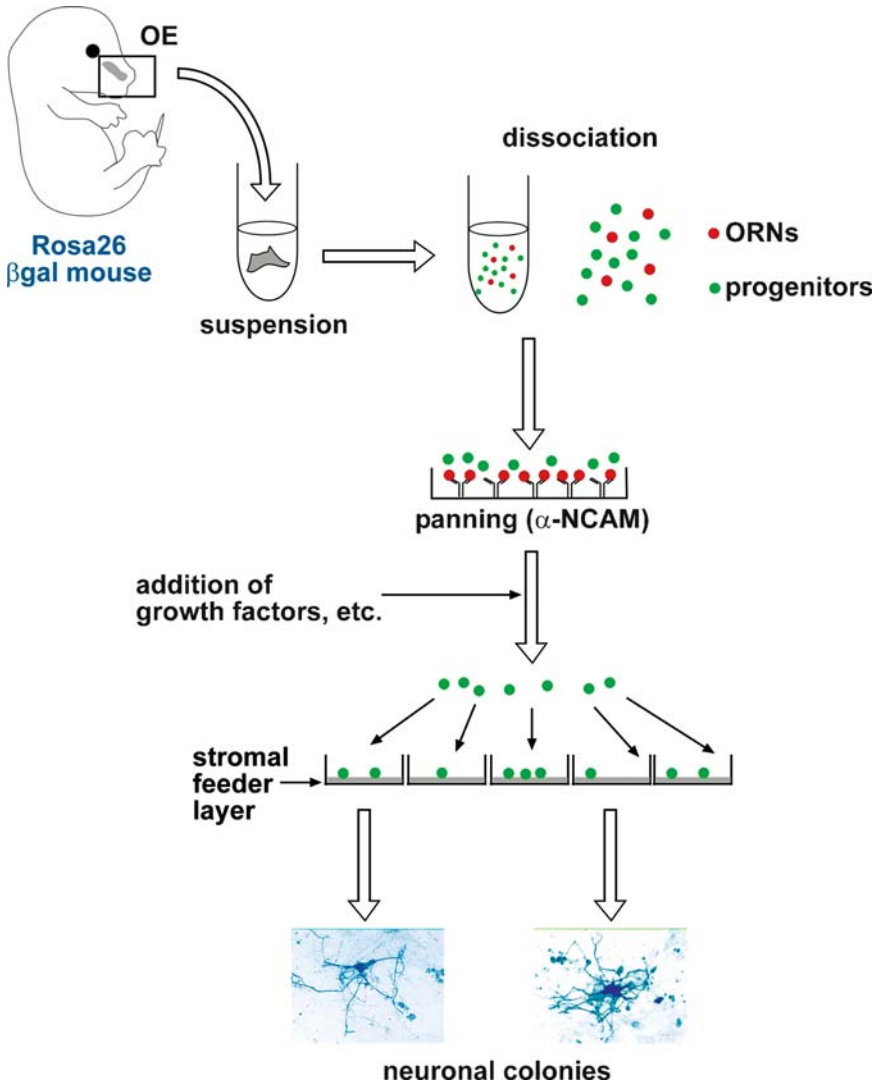 OE
Rosa26
βgal mouse
suspension
dissociation
ORNs
progenitors
panning (α-NCAM)
addition of
growth factors, etc.
stromal
feeder
layer
neuronal colonies